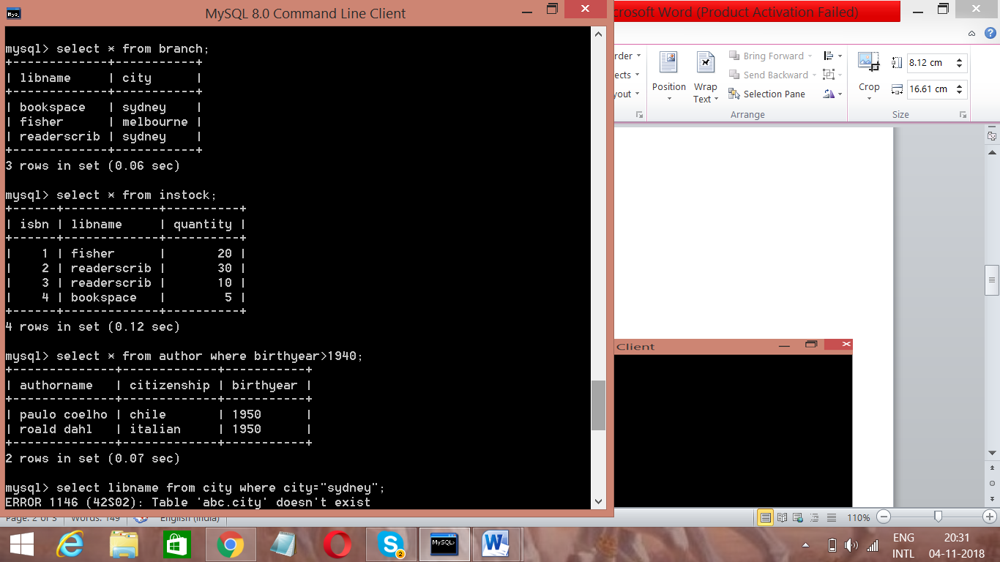 MySQL 8.0 Command Line Client
crosoft Word (Product Activation Failed)
mysql> select * from branch;
+-------------+-----------+
| libname     | city      |
+-------------+-----------+
| bookspace   | sydney    |
| fisher      | melbourne |
| readerscrib | sydney    |
+-------------+-----------+
3 rows in set (0.06 sec)
mysql> select * from instock;
+------+-------------+----------+
| isbn | libname     | quantity |
+------+-------------+----------+
|    1 | fisher      |       20 |
|    2 | readerscrib |       30 |
|    3 | readerscrib |       10 |
|    4 | bookspace   |        5 |
+------+-------------+----------+
4 rows in set (0.12 sec)
mysql> select * from author where birthyear>1940;
+--------------+-------------+-----------+
| authorname   | citizenship | birthyear |
+--------------+-------------+-----------+
| paulo coelho | chile       | 1950      |
| roald dahl   | italian     | 1950      |
+--------------+-------------+-----------+
2 rows in set (0.07 sec)
mysql> select libname from city where city="sydney";
ERROR 1146 (42S02): Table 'abc.city' doesn't exist
rder
ects
yout
Position
Wrap
Text
Bring Forward
Send Backward
Selection Pane
Arrange
Crop
8.12 cm
16.61 cm
Size
Client
Page: 2 of 3
Words: 149
English (India)
110%
2
MySQL>
ENG
INTL
20:31
04-11-2018